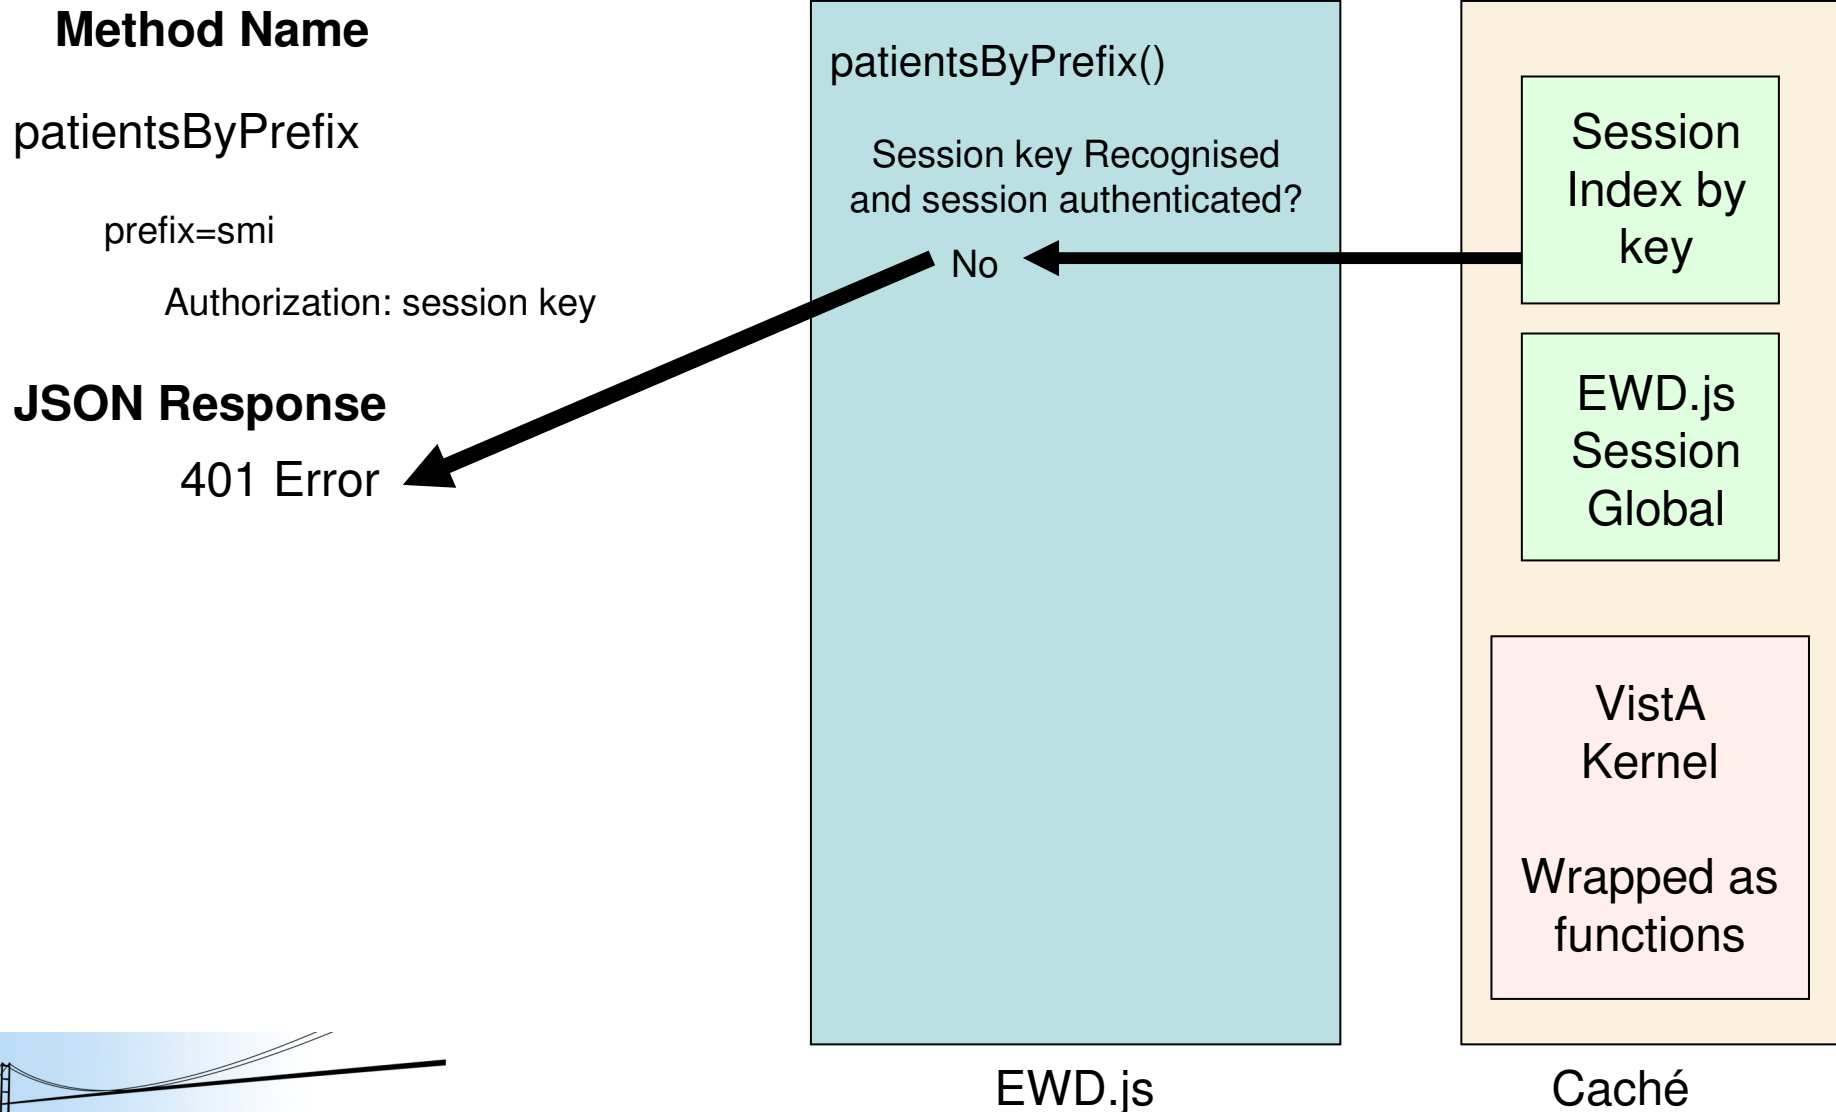 Method Name
patientsByPrefix
prefix=smi
Authorization: session key
JSON Response
401 Error
patientsByPrefix()
Session key Recognised
and session authenticated?
No
EWD.js
Session
Index by
key
EWD.js
Session
Global
VistA
Kernel
Wrapped as
functions
Caché